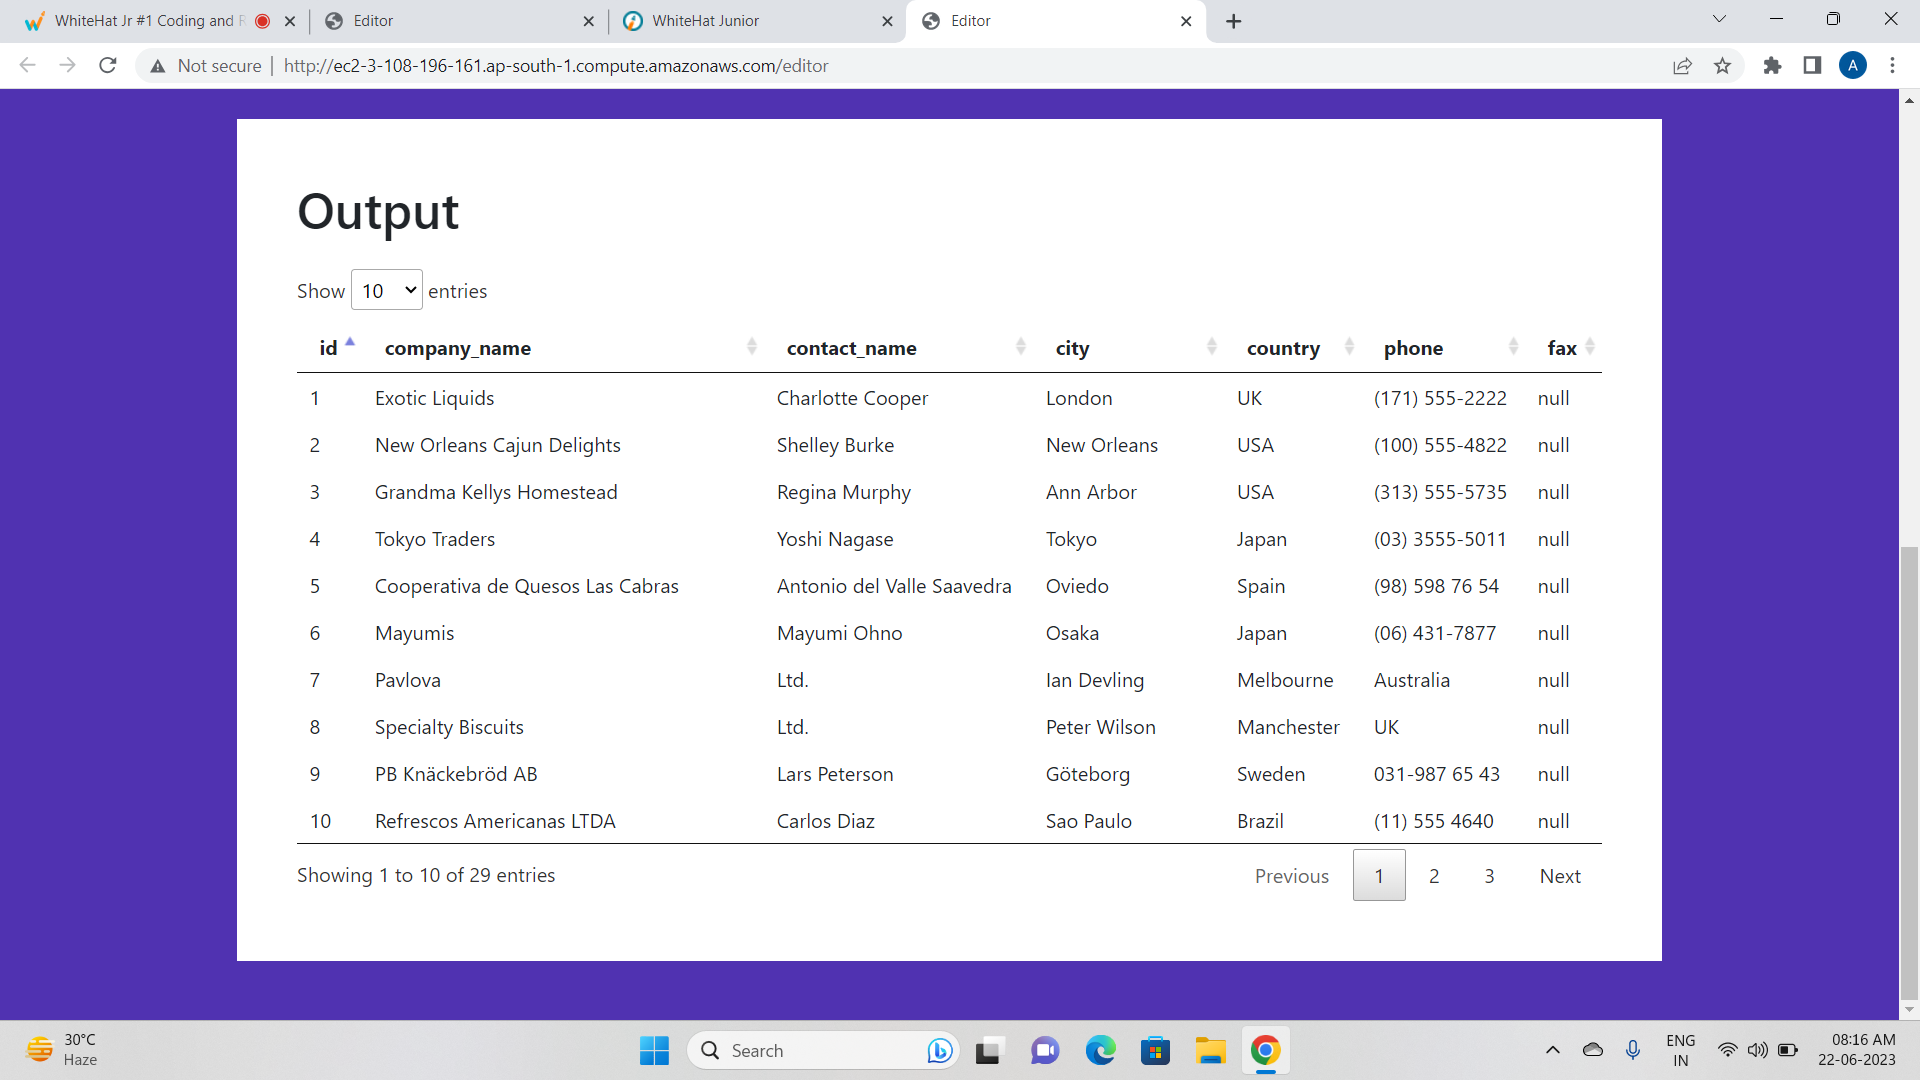 WhiteHat Jr #1 Coding and R
Editor
WhiteHat Junior
Editor
Not secure
http://ec2-3-108-196-161.ap-south-1.compute.amazonaws.com/editor
A
Output
Show 10 entries
id company_name contact_name city country phone fax
1 Exotic Liquids Charlotte Cooper London UK (171) 555-2222 null
2 New Orleans Cajun Delights Shelley Burke New Orleans USA (100) 555-4822 null
3 Grandma Kellys Homestead Regina Murphy Ann Arbor USA (313) 555-5735 null
4 Tokyo Traders Yoshi Nagase Tokyo Japan (03) 3555-5011 null
5 Cooperativa de Quesos Las Cabras Antonio del Valle Saavedra Oviedo Spain (98) 598 76 54 null
6 Mayumis Mayumi Ohno Osaka Japan (06) 431-7877 null
7 Pavlova Ltd. Ian Devling Melbourne Australia null
8 Specialty Biscuits Ltd. Peter Wilson Manchester UK null
9 PB Knäckebröd AB Lars Peterson Göteborg Sweden 031-987 65 43 null
10 Refrescos Americanas LTDA Carlos Diaz Sao Paulo Brazil (11) 555 4640 null
Showing 1 to 10 of 29 entries
Previous 1 2 3 Next
30°C
Haze
Search
ENG
IN
08:16 AM
22-06-2023